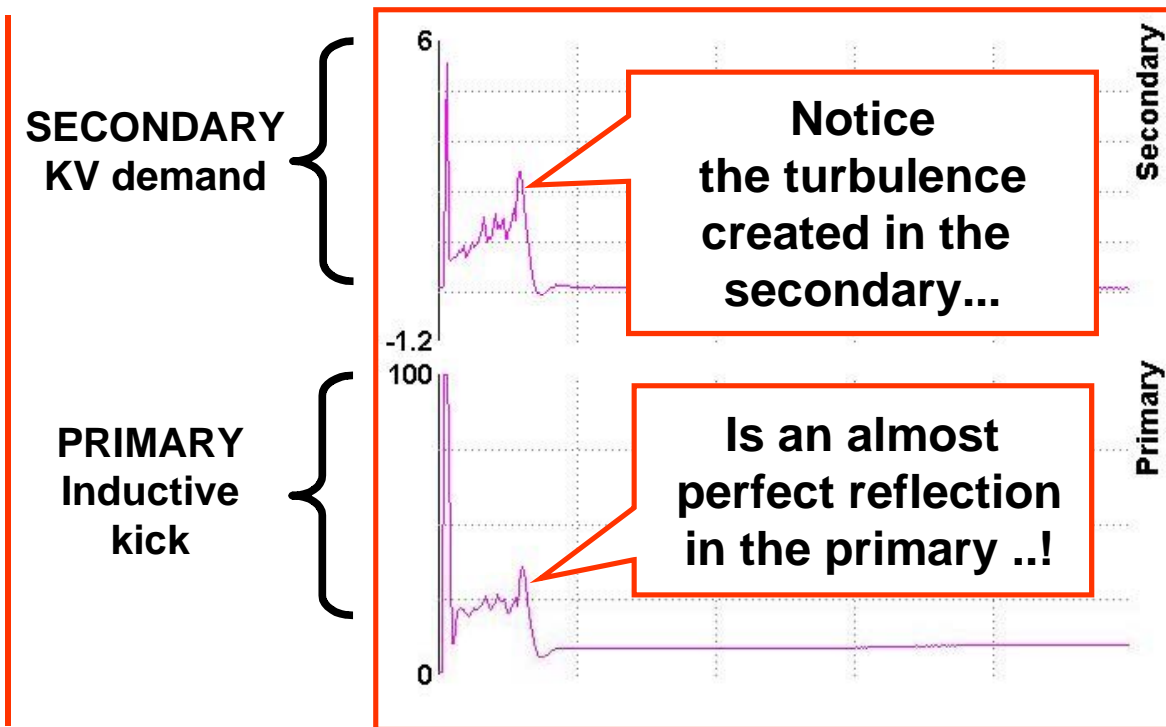 6
SECONDARY
KV demand
Notice
the turbulence
created in the
secondary...
Secondary
-1.2
100
PRIMARY
Inductive
kick
Is an almost
perfect reflection
in the primary ..!
Primary
0